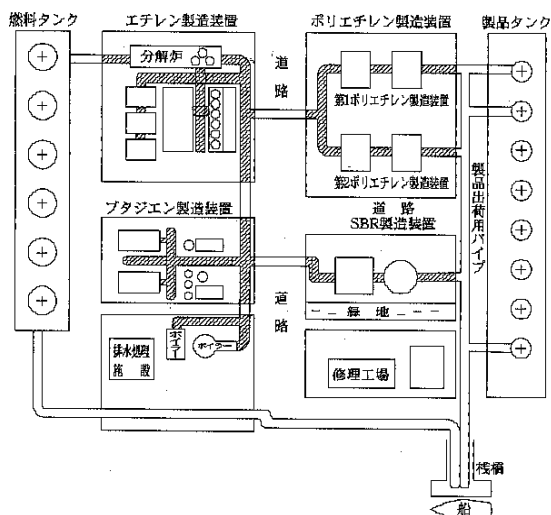 燃料タンク
エチレン製造装置
ポリエチレン製造装置
製品タンク
分解炉
道路
第1ポリエチレン製造装置
第2ポリエチレン製造装置
製品出荷用パイプ
ブタジエン製造装置
道路
SBR製造装置
道路
緑地
排水処理
施設
ボイラー
ボイラー
修理工場
桟橋
船